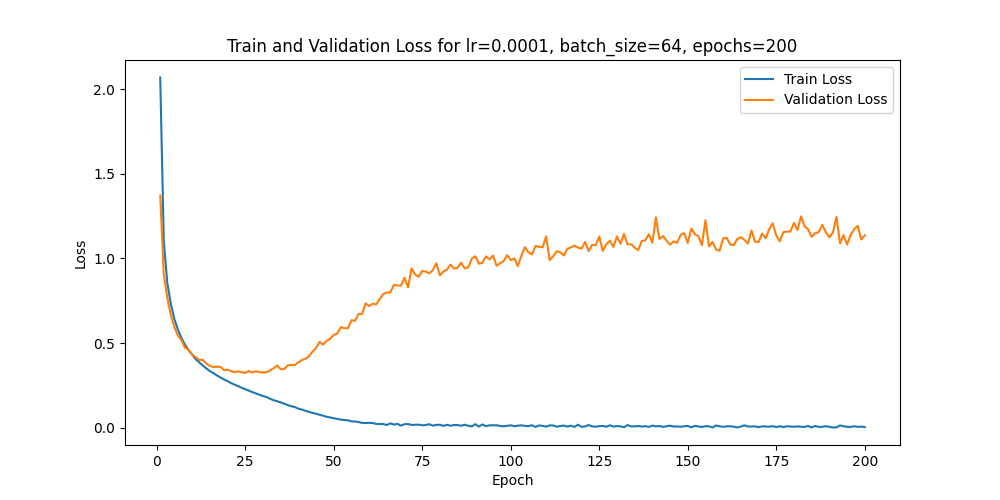 Train and Validation Loss for lr=0.0001, batch_size=64, epochs=200
Train Loss
Validation Loss
2.0
1.5
1.0
0.5
0.0
Loss
0 25 50 75 100 125 150 175 200
Epoch